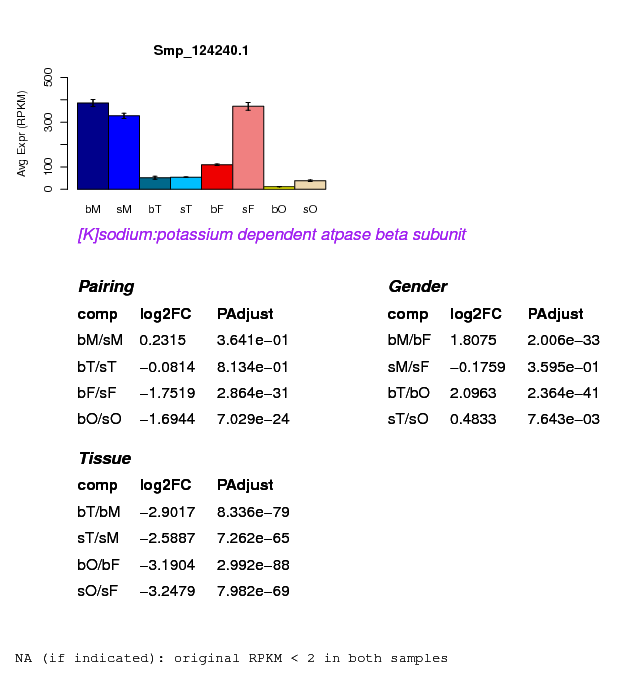 Smp_124240.1
Avg Expr (RPKM)
500
300
100
0
bM sM bT sT bF sF bO sO
[K]sodium:potassium dependent atpase beta subunit
Pairing
comp log2FC PAdjust
bM/sM 0.2315 3.641e−01
bT/sT −0.0814 8.134e−01
bF/sF −1.7519 2.864e−31
bO/sO −1.6944 7.029e−24
Gender
comp log2FC PAdjust
bM/bF 1.8075 2.006e−33
sM/sF −0.1759 3.595e−01
bT/bO 2.0963 2.364e−41
sT/sO 0.4833 7.643e−03
Tissue
comp log2FC PAdjust
bT/bM −2.9017 8.336e−79
sT/sM −2.5887 7.262e−65
bO/bF −3.1904 2.992e−88
sO/sF −3.2479 7.982e−69
NA (if indicated): original RPKM < 2 in both samples